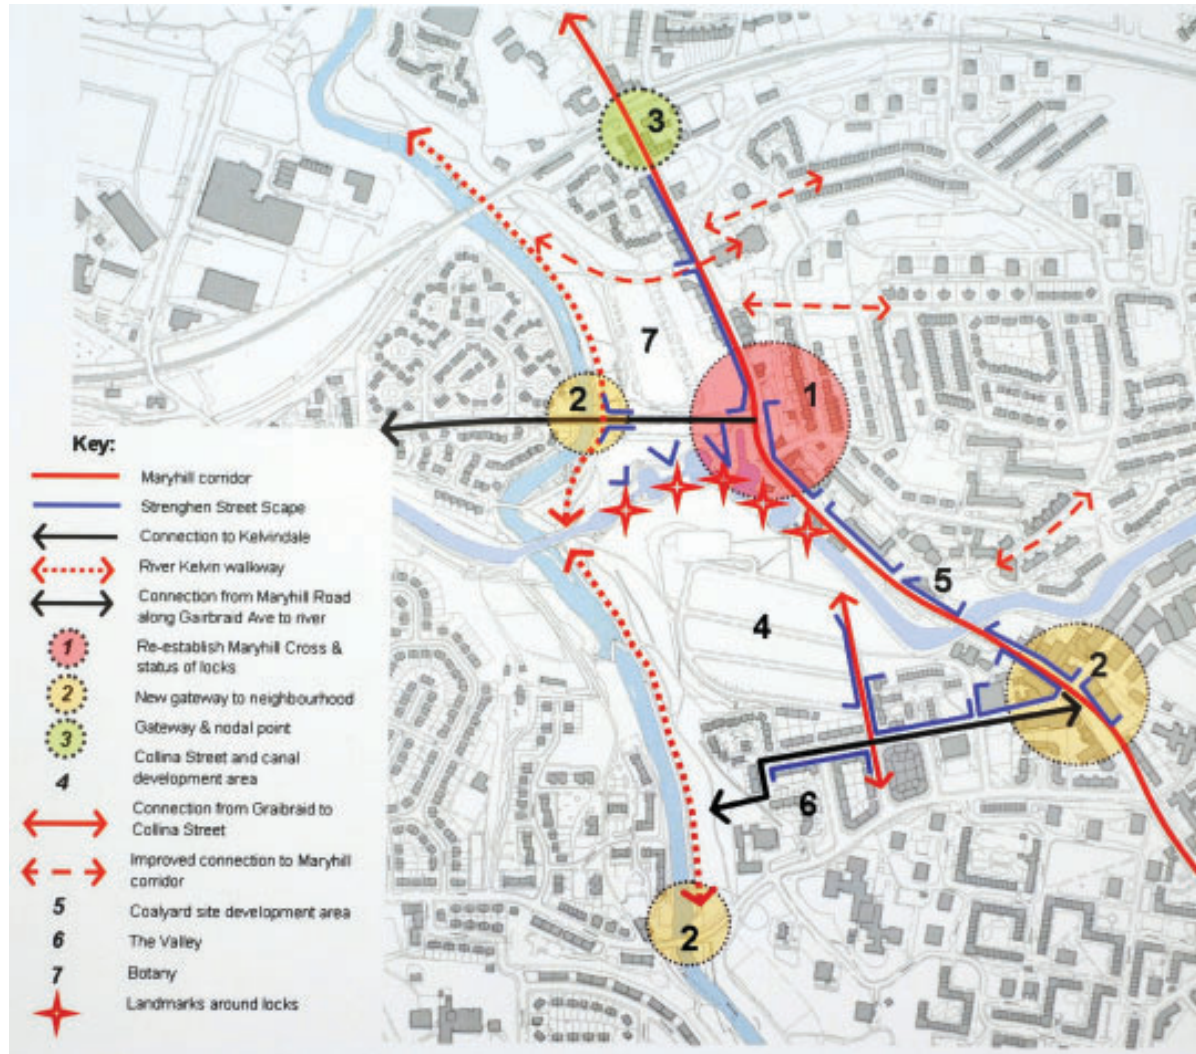 3
7
2
1
5
4
2
6
2
Key:
Maryhill corridor
Strenghen Street Scape
Connection to Kelvindale
River Kelvin walkway
Connection from Maryhill Road
along Gairbraid Ave to river
1
Re-establish Maryhill Cross &
status of locks
2
New gateway to neighbourhood
3
Gateway & nodal point
4
Collina Street and canal
development area
Connection from Graibraid to
Collina Street
Improved connection to Maryhill
corridor
5
Coalyard site development area
6
The Valley
7
Botany
Landmarks around locks